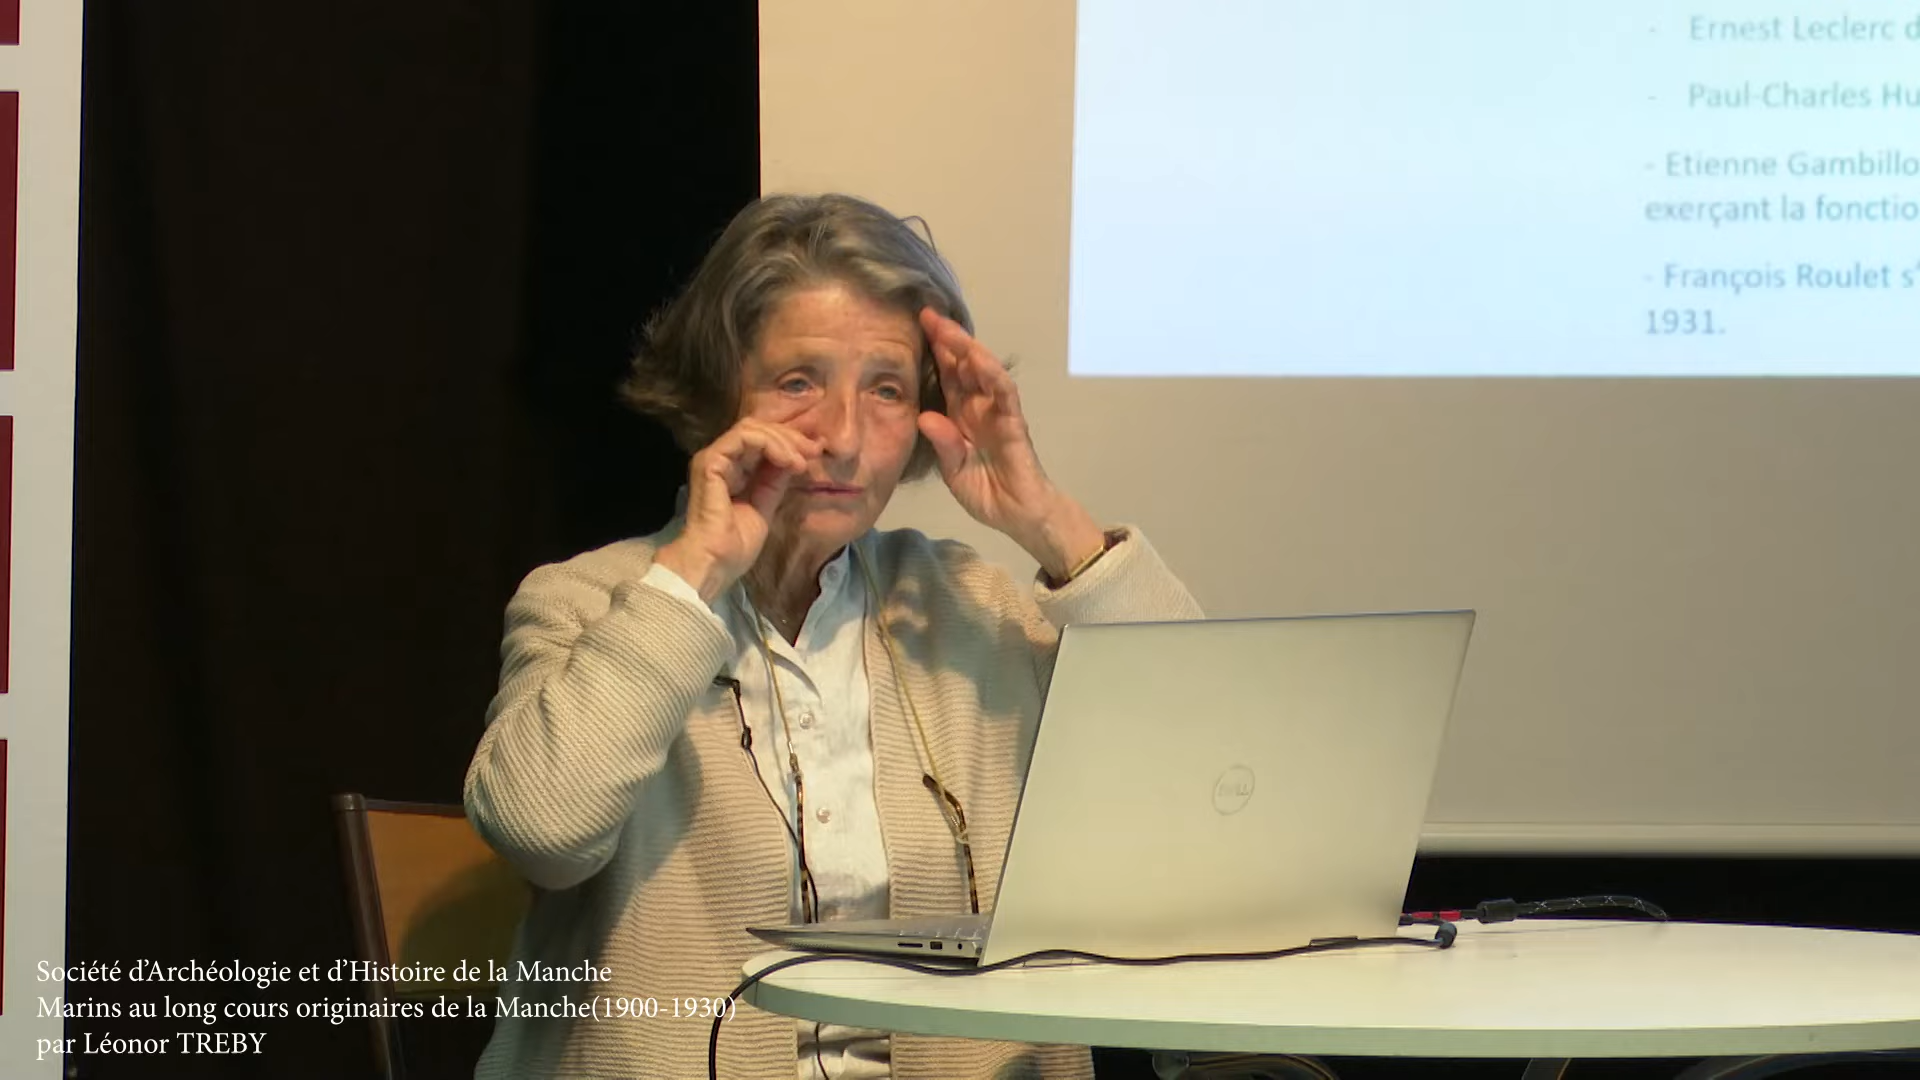 - Ernest Leclerc d
- Paul-Charles Hu
- Etienne Gambillo
exerçant la fonctio
- François Roulet s'
1931.
DELL
Société d'Archéologie et d'Histoire de la Manche
Marins au long cours originaires de la Manche(1900-1930)
par Léonor TREBY